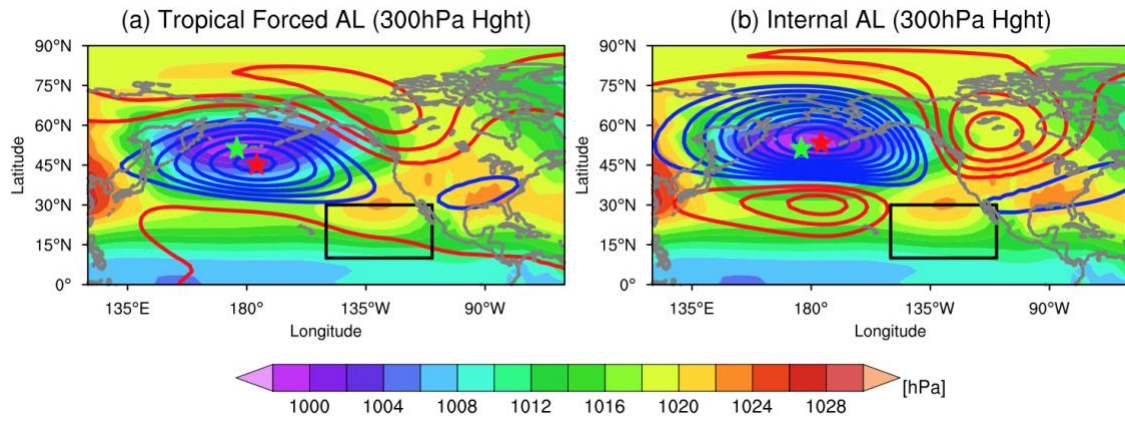 (a) Tropical Forced AL (300hPa Hght)
90°N
75°N
60°N
45°N
30°N
15°N
0°
Latitude
135°E 180° 135°W 90°W
Longitude
(b) Internal AL (300hPa Hght)
90°N
75°N
60°N
45°N
30°N
15°N
0°
Latitude
135°E 180° 135°W 90°W
Longitude
[hPa]
1000 1004 1008 1012 1016 1020 1024 1028